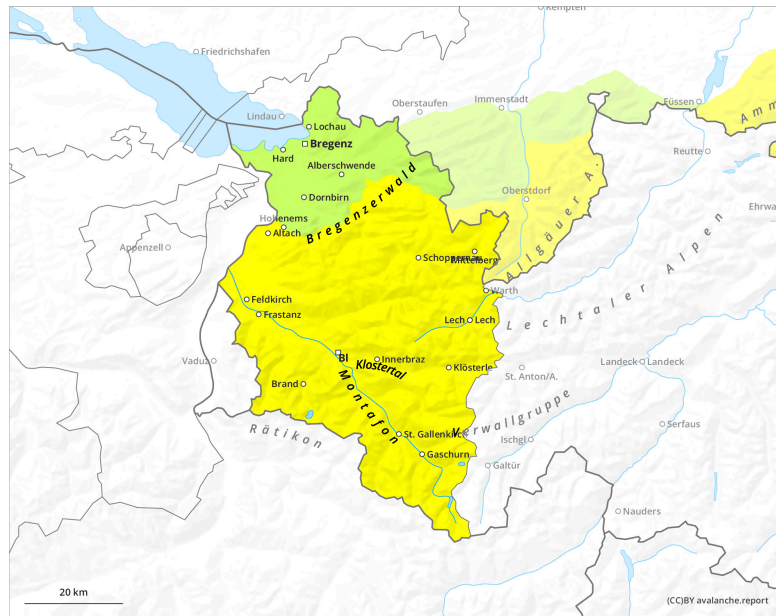 Kempten
Friedrichshafen
Oberstaufen
Immenstadt
Füssen
Lindau
Lochau
Amm
Bregenz
Hard
Alberschwende
Reutte
Dornbirn
Oberstdorf
Ehrwa
Hohenems
Altach
Bregenzerwald
Appenzell
Schoppernau
Mittelberg
Allgäuer A.
Warth
Feldkirch
Frastanz
Lech
Lech
Lechtaler Alpen
Vaduz
BI
Innerbraz
Klostertal
Klösterle
St. Anton/A.
Landeck
Landeck
Brand
Montafon
St. Gallenkirch
Verwallgruppe
Serfaus
Rätikon
Ischgl
Gaschurn
Galtür
Nauders
20 km
(CC)BY avalanche.report